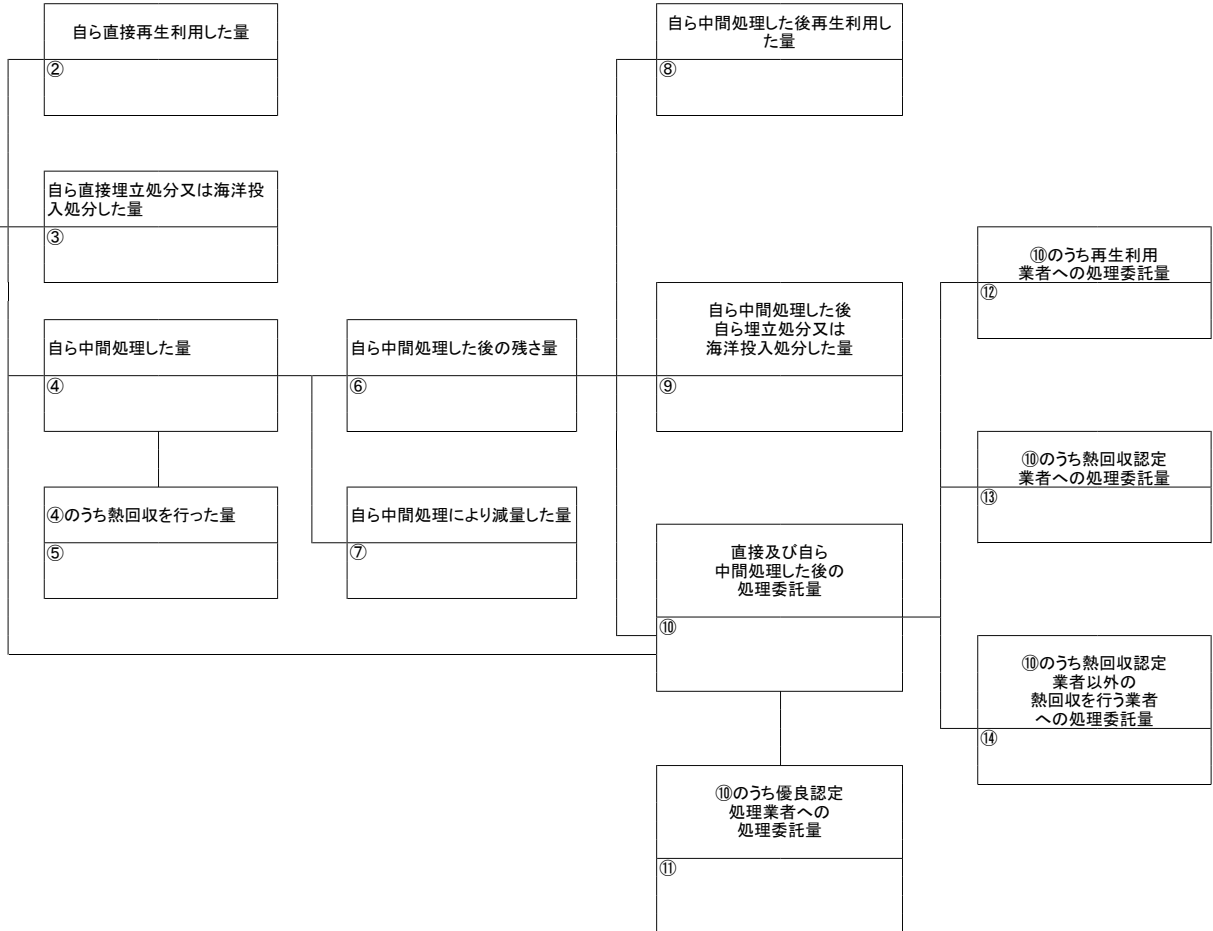 自ら直接再生利用した量
②
自ら中間処理した後再生利用し
た量
⑧
自ら直接埋立処分又は海洋投
入処分した量
③
⑩のうち再生利用
業者への処理委託量
⑫
自ら中間処理した量
④
自ら中間処理した後の残さ量
⑥
自ら中間処理した後
自ら埋立処分又は
海洋投入処分した量
⑨
⑩のうち熱回収認定
業者への処理委託量
⑬
④のうち熱回収を行った量
⑤
自ら中間処理により減量した量
⑦
直接及び自ら
中間処理した後の
処理委託量
⑩
⑩のうち熱回収認定
業者以外の
熱回収を行う業者
への処理委託量
⑭
⑩のうち優良認定
処理業者への
処理委託量
⑪